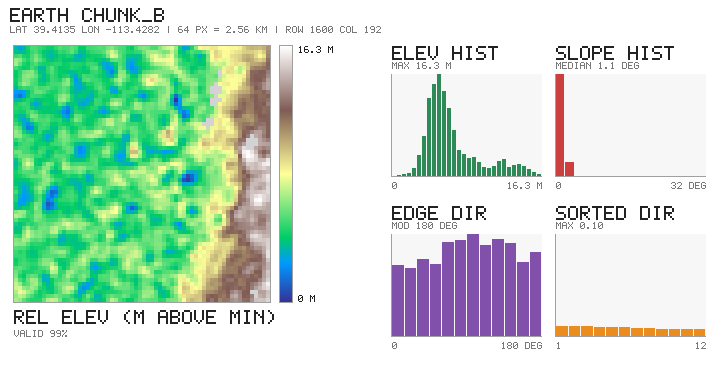 EARTH CHUNK_B
LAT 39.4135 LON -113.4282 | 64 PX = 2.56 KM | ROW 1600 COL 192
16.3 M
0 M
REL ELEV (M ABOVE MIN)
VALID 99%
ELEV HIST
MAX 16.3 M
0 16.3 M
SLOPE HIST
MEDIAN 1.1 DEG
0 32 DEG
EDGE DIR
MOD 180 DEG
0 180 DEG
SORTED DIR
MAX 0.10
1 12